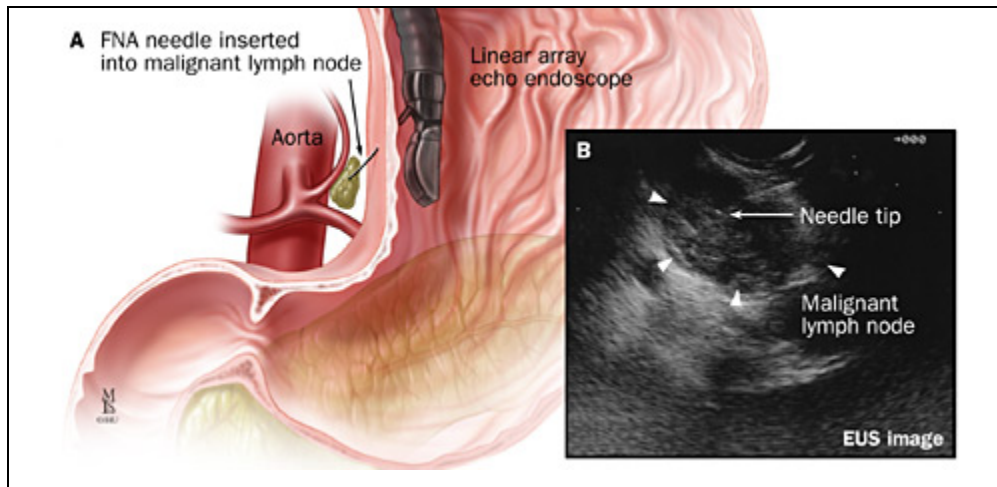 A FNA needle inserted
into malignant lymph node
Linear array
echo endoscope
Aorta
B
Needle tip
Malignant
lymph node
EUS image